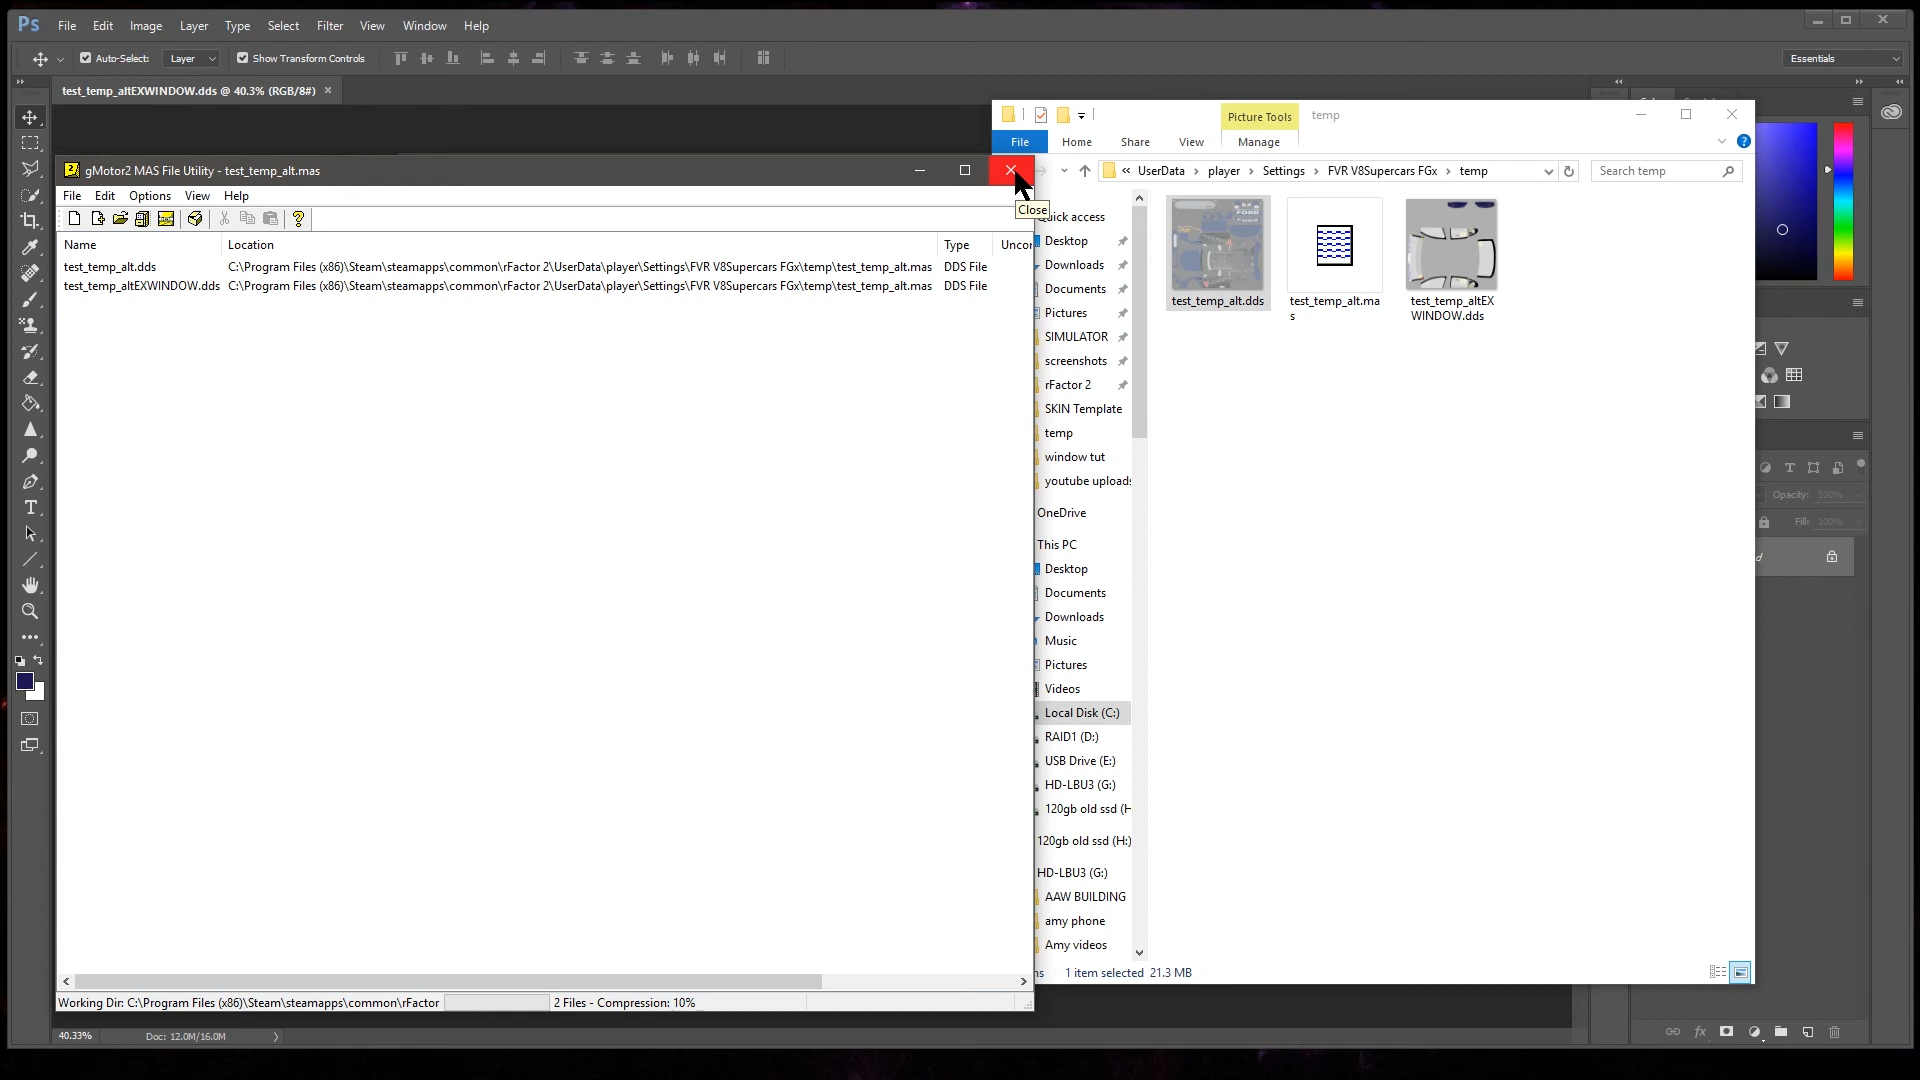 Ps File Edit Image Layer Type Select Filter View Window Help
Auto-Select: Layer Show Transform Controls Essentials
test_temp_altEXWINDOW.dds @ 40.3% (RGB/8#) ×
Picture Tools temp
File Home Share View Manage
« UserData › player › Settings › FVR V8Supercars FGx › temp
Search temp
gMotor2 MAS File Utility - test_temp_alt.mas
File Edit Options View Help
Close
Name Location Type Uncor
test_temp_alt.dds C:\Program Files (x86)\Steam\steamapps\common\rFactor 2\UserData\player\Settings\FVR V8Supercars FGx\temp\test_temp_alt.mas DDS File
test_temp_altEXWINDOW.dds C:\Program Files (x86)\Steam\steamapps\common\rFactor 2\UserData\player\Settings\FVR V8Supercars FGx\temp\test_temp_alt.mas DDS File
Working Dir: C:\Program Files (x86)\Steam\steamapps\common\rFactor
2 Files - Compression: 10%
Quick access
Desktop
Downloads
Documents
Pictures
SIMULATOR
screenshots
rFactor 2
SKIN Template
temp
window tut
youtube uploads
OneDrive
This PC
Desktop
Documents
Downloads
Music
Pictures
Videos
Local Disk (C:)
RAID1 (D:)
USB Drive (E:)
HD-LBU3 (G:)
120gb old ssd (H
120gb old ssd (H:)
HD-LBU3 (G:)
AAW BUILDING
amy phone
Amy videos
FORD
test_temp_alt.dds
test_temp_alt.ma
s
test_temp_altEX
WINDOW.dds
1 item selected 21.3 MB
Opacity: 100%
Fill: 100%
40.33% Doc: 12.0M/16.0M